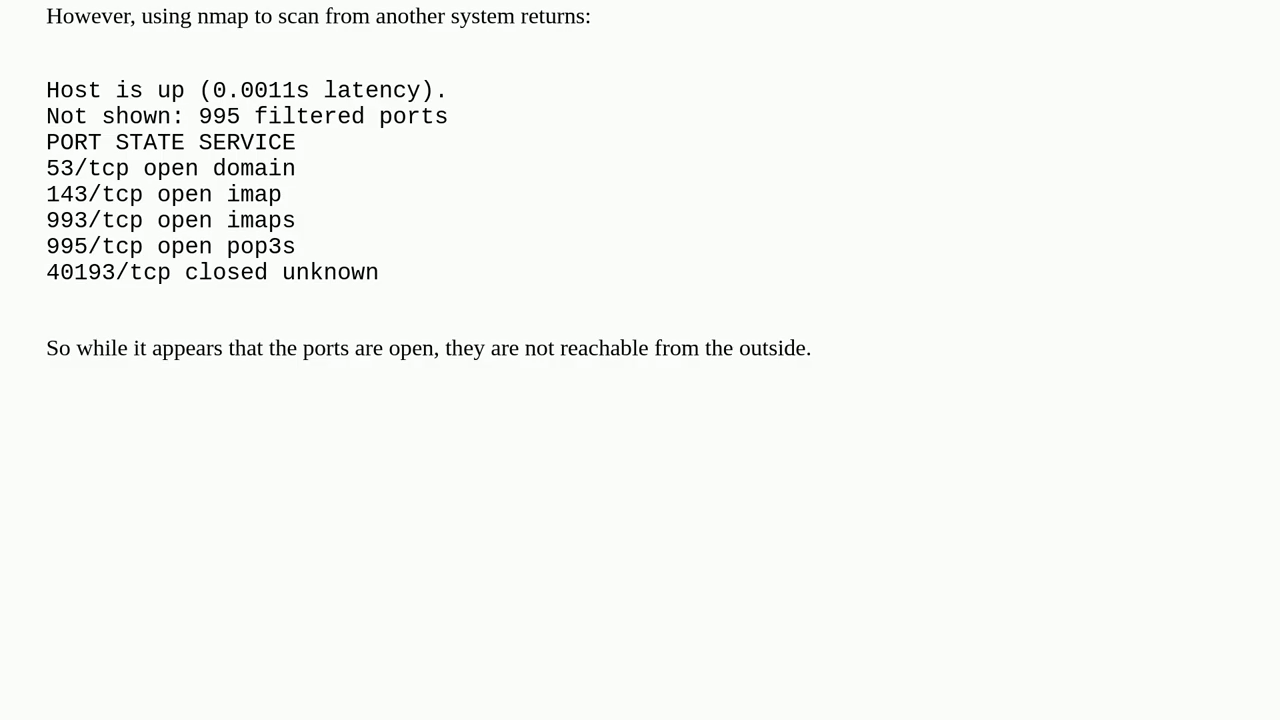 However, using nmap to scan from another system returns:
Host is up (0.0011s latency).
Not shown: 995 filtered ports
PORT STATE SERVICE
53/tcp open domain
143/tcp open imap
993/tcp open imaps
995/tcp open pop3s
40193/tcp closed unknown
So while it appears that the ports are open, they are not reachable from the outside.